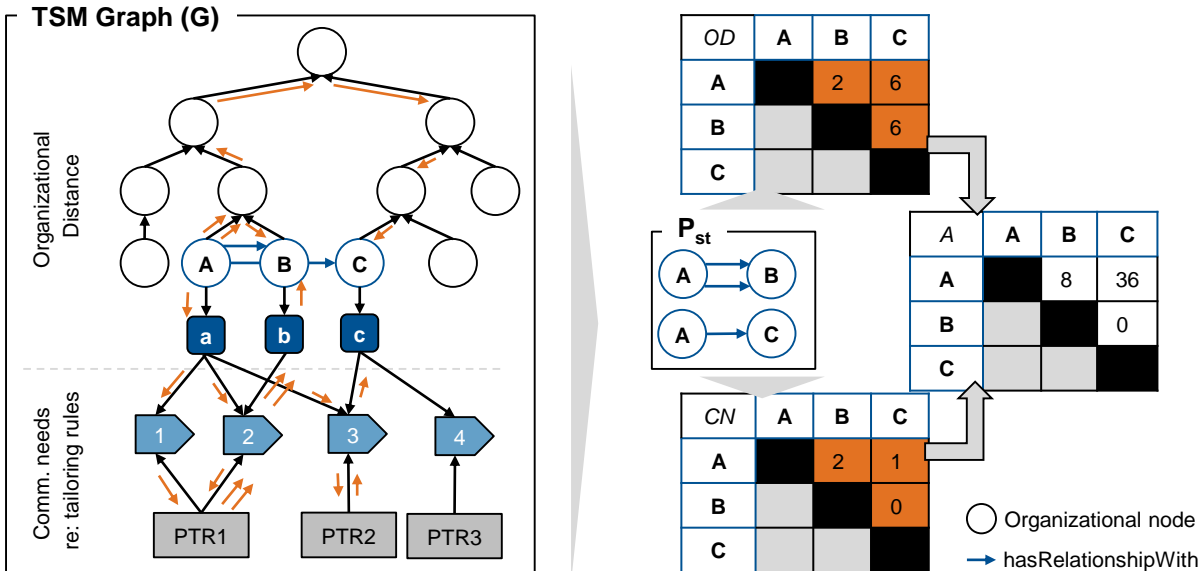 TSM Graph (G)
Organizational
Distance
A
B
C
a
b
c
Comm. needs
re: tailoring rules
1
2
3
4
PTR1
PTR2
PTR3
OD A B C
A 2 6
B 6
C
P_st
A B
A C
A A B C
A 8 36
B 0
C
CN A B C
A 2 1
B 0
C
Organizational node
hasRelationshipWith